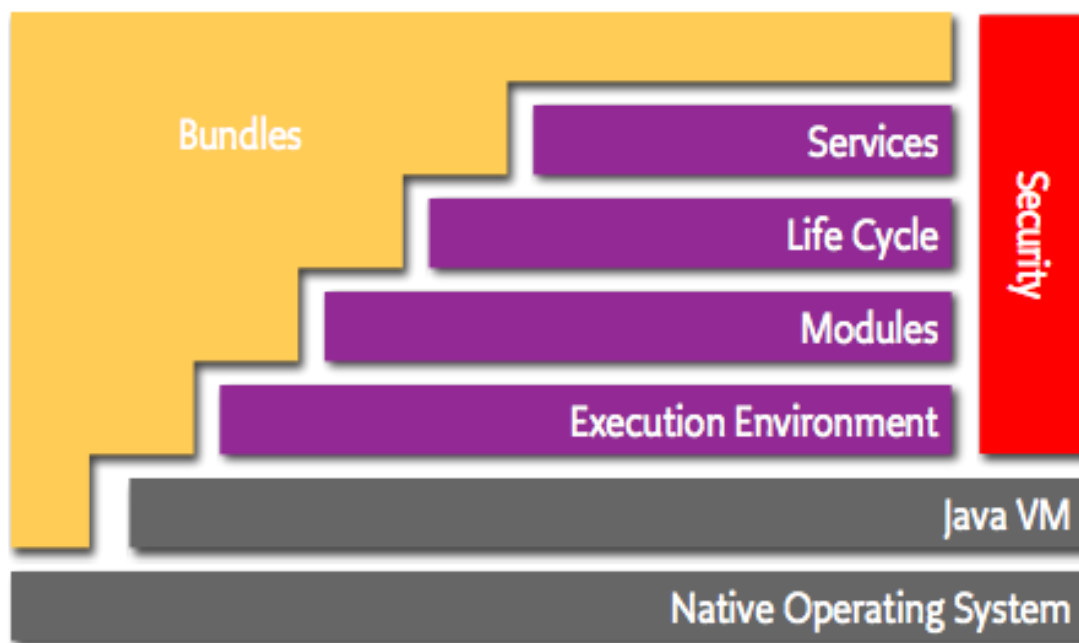 Bundles
Services
Life Cycle
Modules
Execution Environment
Security
Java VM
Native Operating System